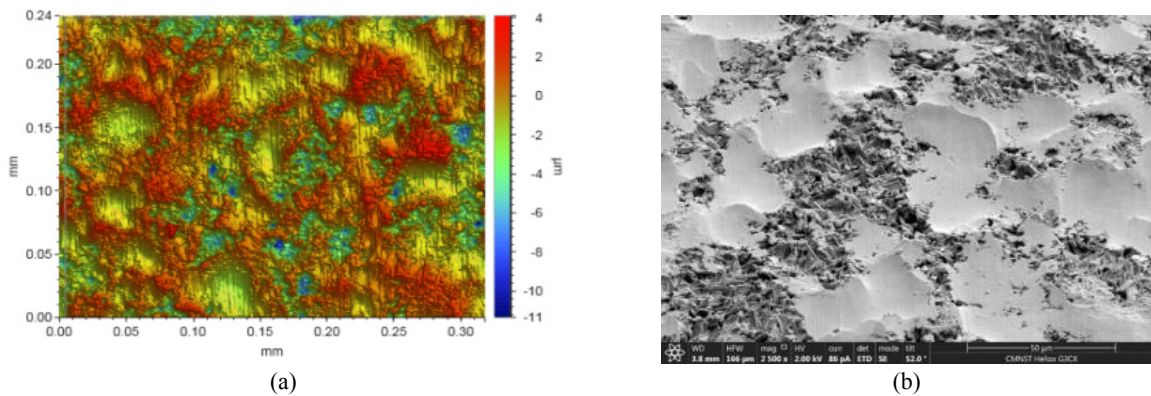 0.24
0.20
0.15
0.10
0.05
0.00
mm
0.00 0.05 0.10 0.15 0.20 0.25 0.30
mm
4
2
0
-2
-4
-6
-8
-10
-11
µm
WD HFW mag HV curr det mode tilt
3.8 mm 166 µm 2 500 x 2.00 kV 86 pA ETD SE 52.0 °
50 µm
CMNST Helios G3CX
(a) (b)